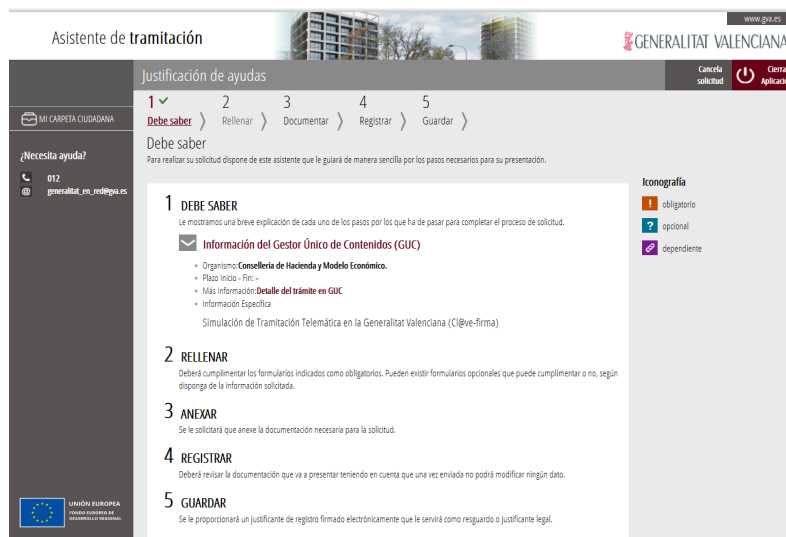 www.gva.es
Asistente de tramitación
GENERALITAT VALENCIANA
Justificación de ayudas
Cancela
solicitud
Cierra
Aplicació
MI CARPETA CIUDADANA
¿Necesita ayuda?
012
generalitat_en_red@gva.es
1 2 3 4 5
Debe saber Rellenar Documentar Registrar Guardar
Debe saber
Para realizar su solicitud dispone de este asistente que le guiará de manera sencilla por los pasos necesarios para su presentación.
1 DEBE SABER
Le mostramos una breve explicación de cada uno de los pasos por los que ha de pasar para completar el proceso de solicitud.
Información del Gestor Único de Contenidos (GUC)
Organismo:Conselleria de Hacienda y Modelo Económico.
Plazo Inicio - Fin: -
Más Información:Detalle del trámite en GUC
Información Específica
Simulación de Tramitación Telemática en la Generalitat Valenciana (Cl@ve-firma)
2 RELLENAR
Deberá cumplimentar los formularios indicados como obligatorios. Pueden existir formularios opcionales que puede cumplimentar o no, según
disponga de la información solicitada.
3 ANEXAR
Se le solicitará que anexe la documentación necesaria para la solicitud.
4 REGISTRAR
Deberá revisar la documentación que va a presentar teniendo en cuenta que una vez enviada no podrá modificar ningún dato.
5 GUARDAR
Se le proporcionará un justificante de registro firmado electrónicamente que le servirá como resguardo o justificante legal.
Iconografía
! obligatorio
? opcional
dependiente
UNIÓN EUROPEA
FONDO EUROPEO DE
DESARROLLO REGIONAL